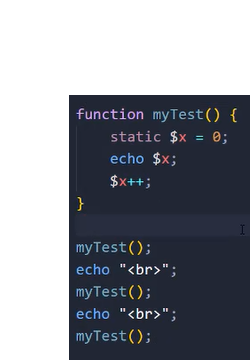 function myTest() {
    static $x = 0;
    echo $x;
    $x++;
}
myTest();
echo "<br>";
myTest();
echo "<br>";
myTest();